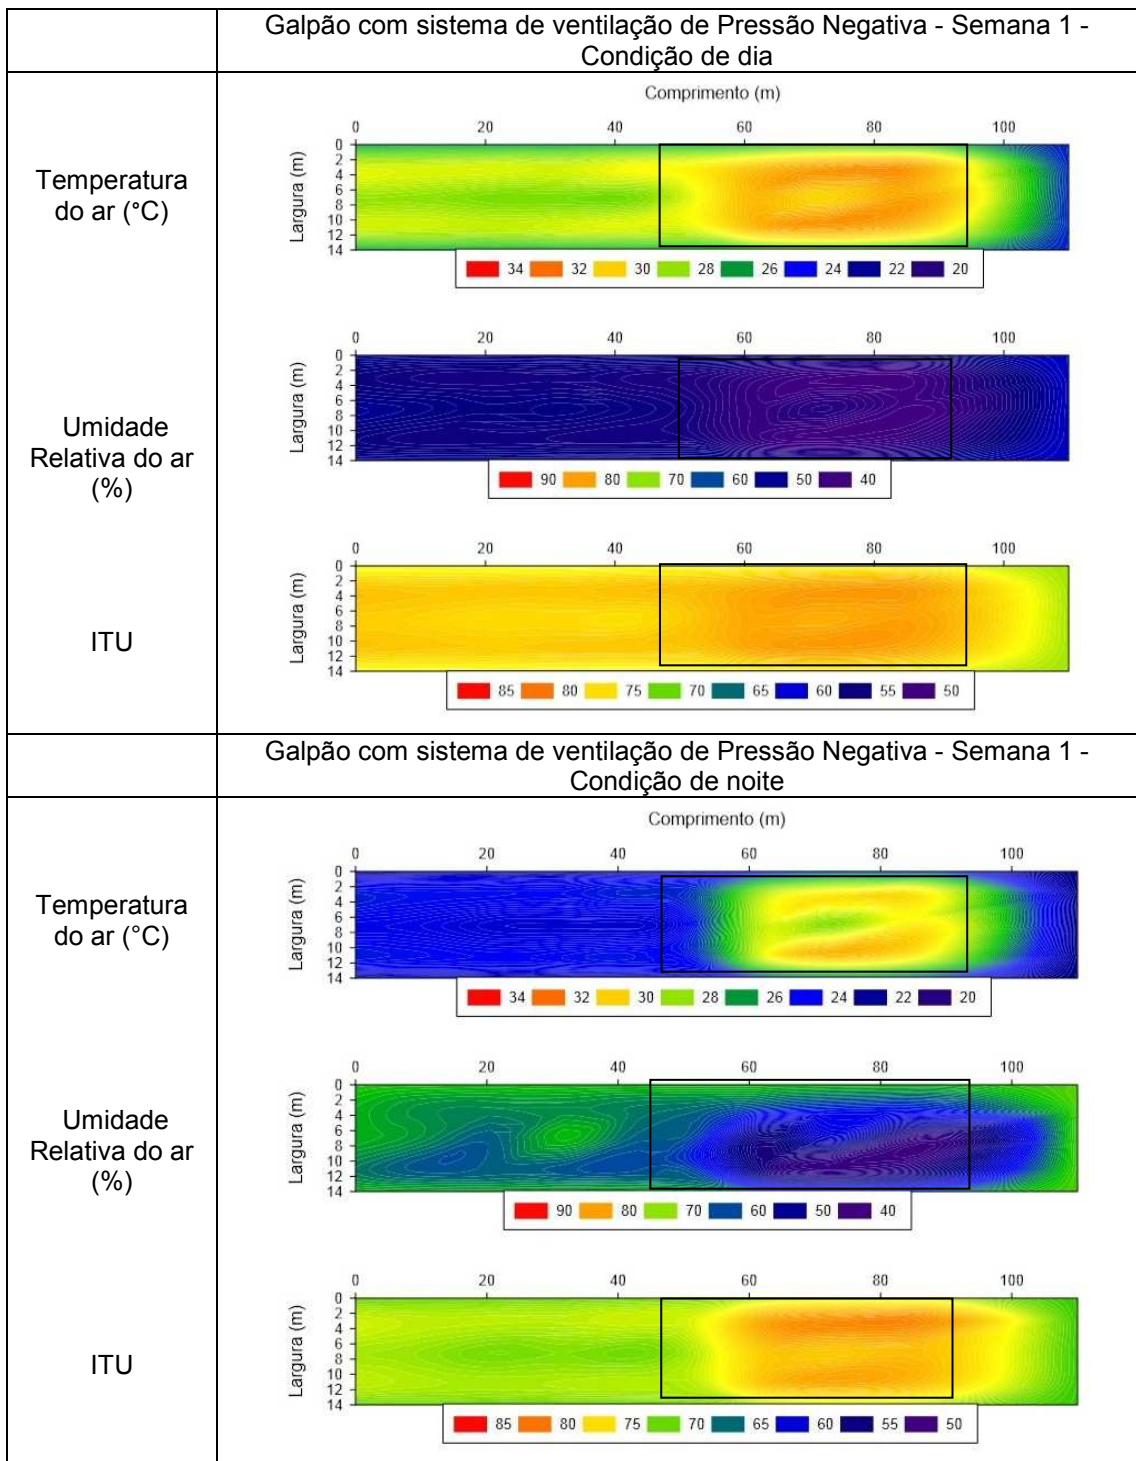 Galpão com sistema de ventilação de Pressão Negativa - Semana 1 -
Condição de dia
Temperatura
do ar (°C)
Comprimento (m)
0 20 40 60 80 100
Largura (m)
0
2
4
6
8
10
12
14
34 32 30 28 26 24 22 20
Umidade
Relativa do ar
(%)
0 20 40 60 80 100
Largura (m)
0
2
4
6
8
10
12
14
90 80 70 60 50 40
ITU
0 20 40 60 80 100
Largura (m)
0
2
4
6
8
10
12
14
85 80 75 70 65 60 55 50
Galpão com sistema de ventilação de Pressão Negativa - Semana 1 -
Condição de noite
Temperatura
do ar (°C)
Comprimento (m)
0 20 40 60 80 100
Largura (m)
0
2
4
6
8
10
12
14
34 32 30 28 26 24 22 20
Umidade
Relativa do ar
(%)
0 20 40 60 80 100
Largura (m)
0
2
4
6
8
10
12
14
90 80 70 60 50 40
ITU
0 20 40 60 80 100
Largura (m)
0
2
4
6
8
10
12
14
85 80 75 70 65 60 55 50